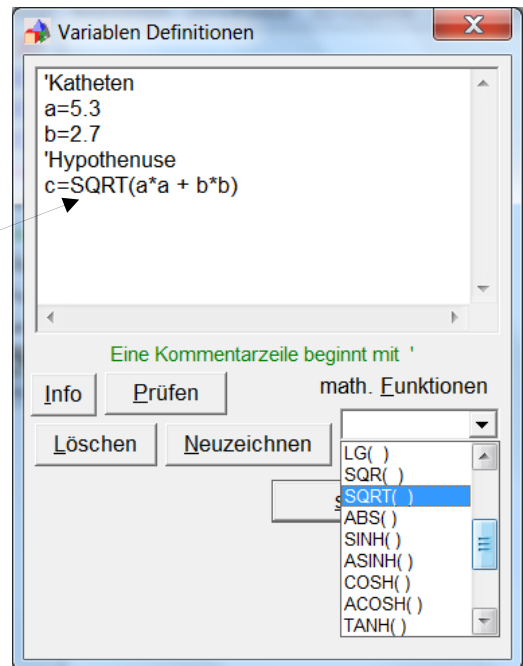 Variablen Definitionen
X
'Katheten
a=5.3
b=2.7
'Hypothenuse
c=SQRT(a*a + b*b)
Eine Kommentarzeile beginnt mit '
Info
Prüfen
math. Funktionen
Löschen
Neuzeichnen
LG( )
SQR( )
SQRT( )
ABS( )
SINH( )
ASINH( )
COSH( )
ACOSH( )
TANH( )